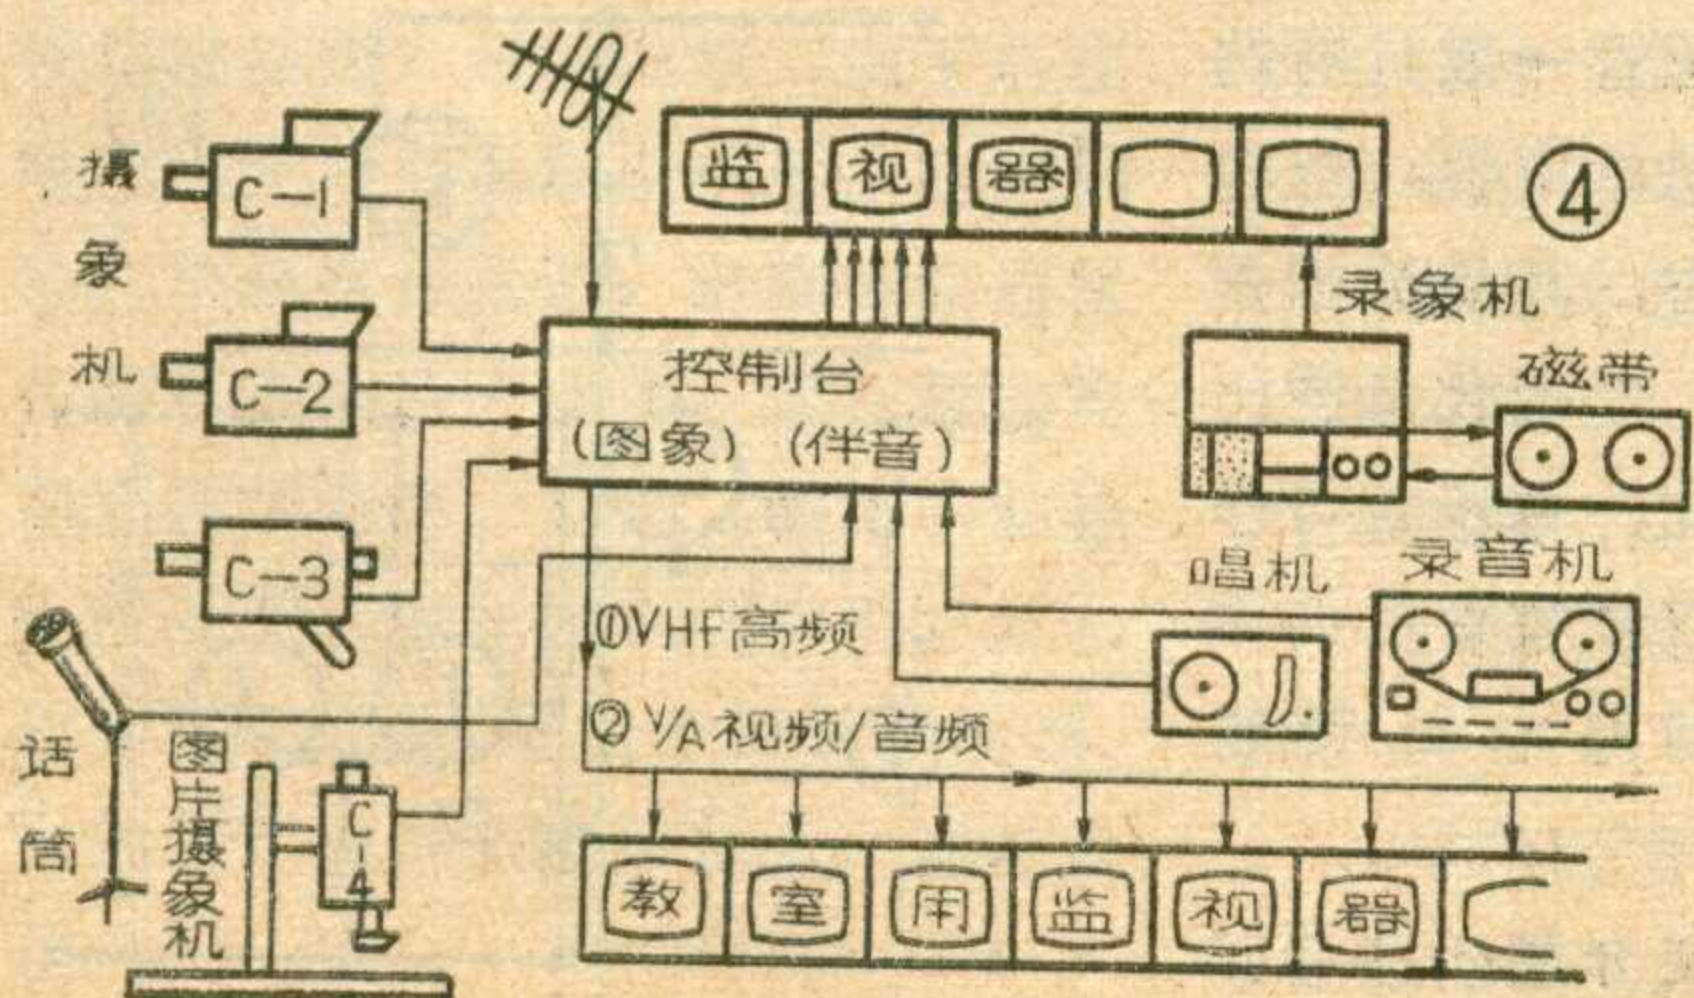 ④
摄象机
C—1
C—2
C—3
监视器
录象机
磁带
控制台
(图象) (伴音)
唱机
录音机
①VHF高频
②V/A视频/音频
话筒
图片摄象机
C—4
教室用监视器